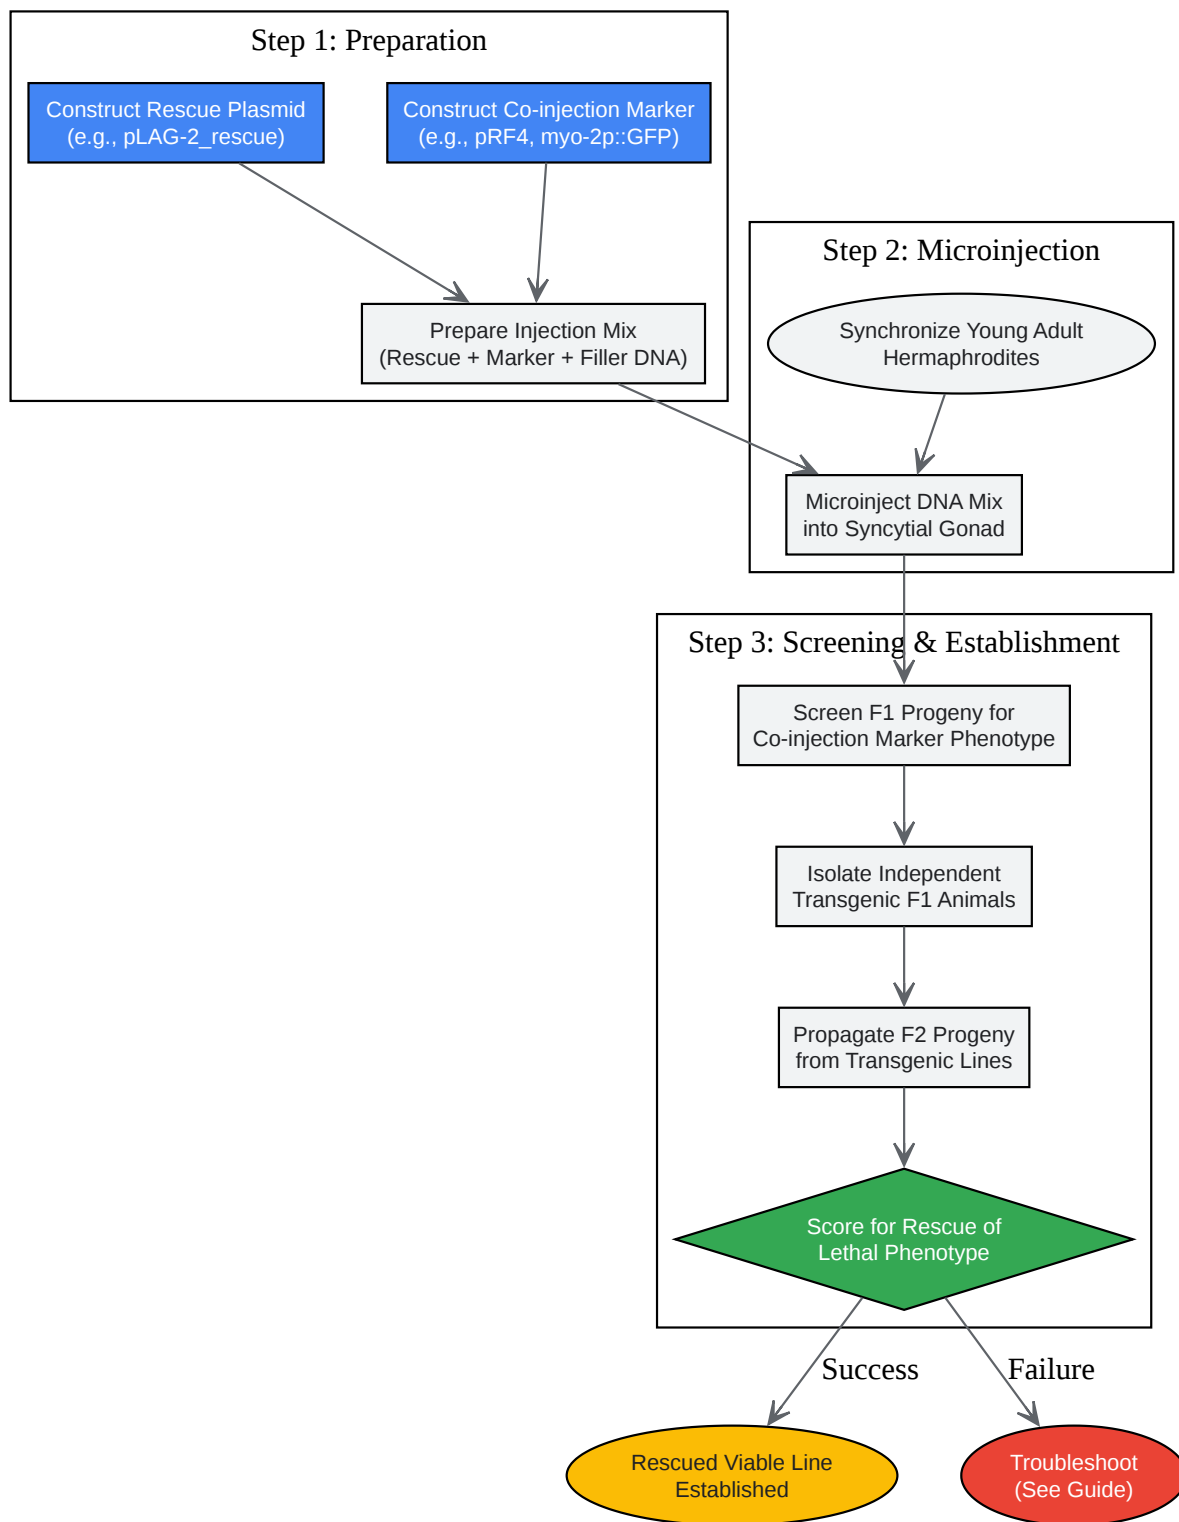 Step 1: Preparation
Construct Rescue Plasmid
(e.g., pLAG-2_rescue)
Construct Co-injection Marker
(e.g., pRF4, myo-2p::GFP)
Prepare Injection Mix
(Rescue + Marker + Filler DNA)
Step 2: Microinjection
Synchronize Young Adult
Hermaphrodites
Microinject DNA Mix
into Syncytial Gonad
Step 3: Screening & Establishment
Screen F1 Progeny for
Co-injection Marker Phenotype
Isolate Independent
Transgenic F1 Animals
Propagate F2 Progeny
from Transgenic Lines
Score for Rescue of
Lethal Phenotype
Success
Failure
Rescued Viable Line
Established
Troubleshoot
(See Guide)